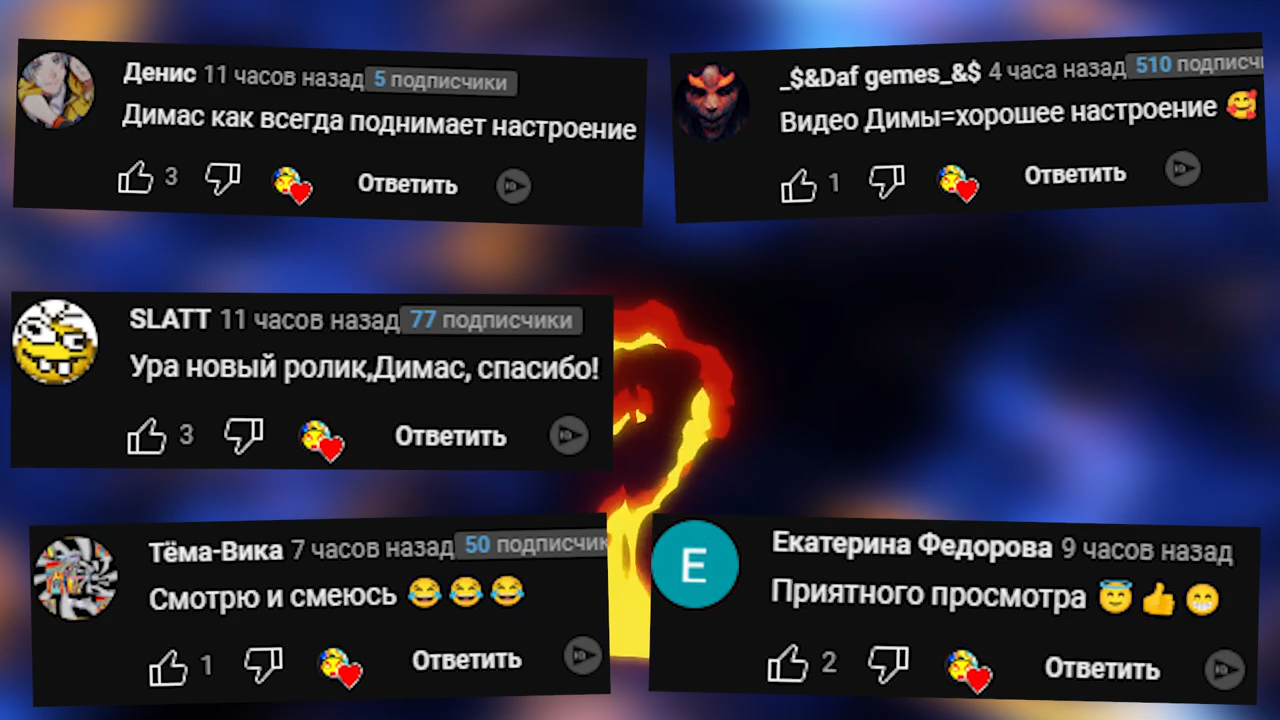 Денис 11 часов назад 5 подписчики
Димас как всегда поднимает настроение
3 Ответить
_$&Daf gemes_&$ 4 часа назад 510 подписчи
Видео Димы=хорошее настроение 🥰
1 Ответить
SLATT 11 часов назад 77 подписчики
Ура новый ролик,Димас, спасибо!
3 Ответить
Тёма-Вика 7 часов назад 50 подписчик
Смотрю и смеюсь 😂 😂 😂
1 Ответить
E
Екатерина Федорова 9 часов назад
Приятного просмотра 😇 👍 😁
2 Ответить